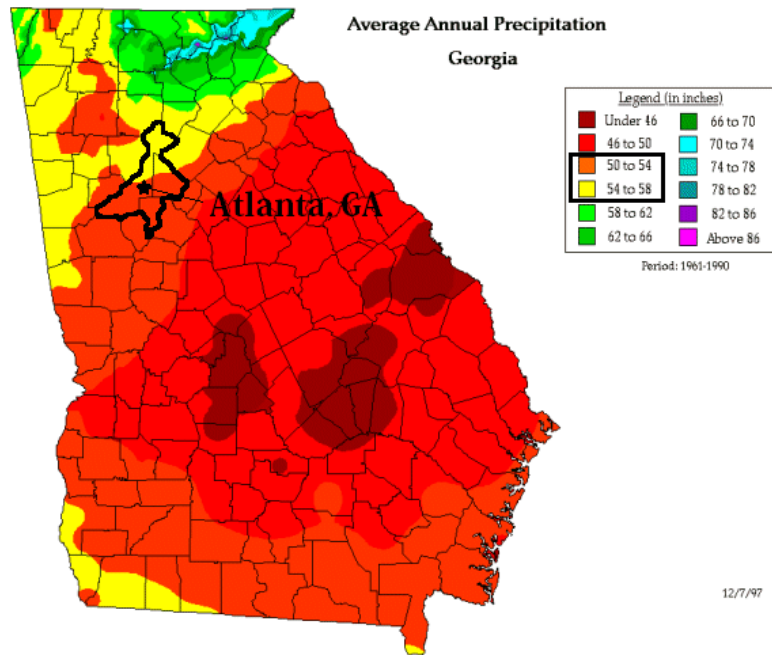 Average Annual Precipitation
Georgia
Legend (in inches)
Under 46
46 to 50
50 to 54
54 to 58
58 to 62
62 to 66
66 to 70
70 to 74
74 to 78
78 to 82
82 to 86
Above 86
Period: 1961-1990
Atlanta, GA
12/7/97